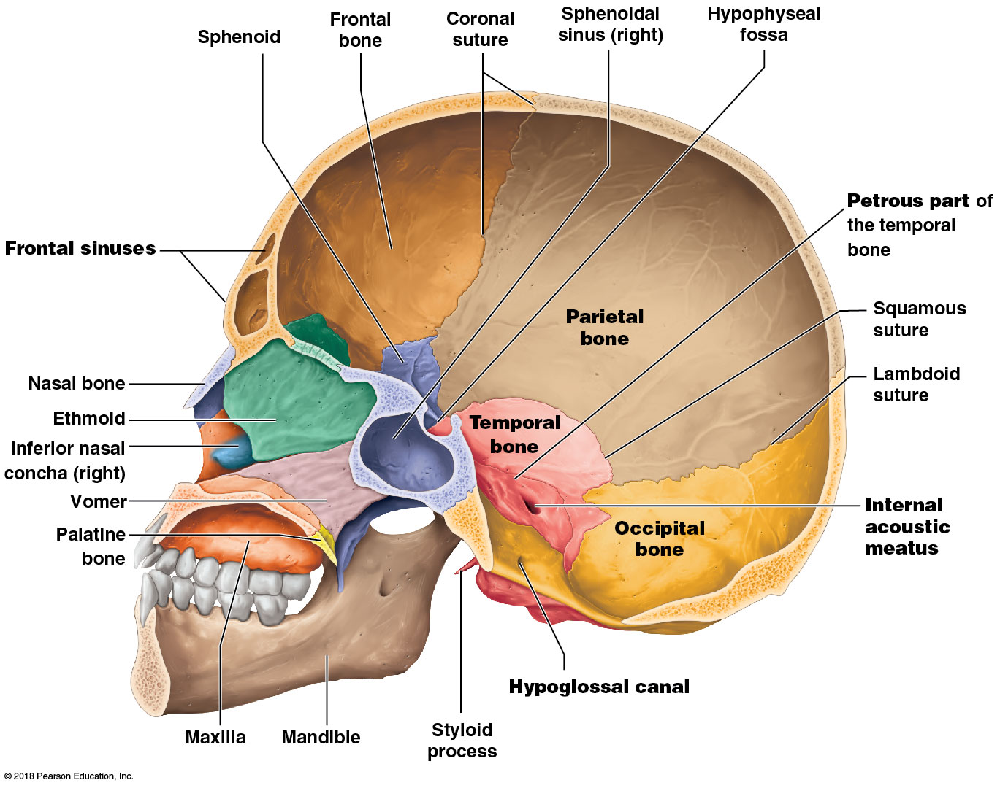 Sphenoid
Frontal
bone
Coronal
suture
Sphenoidal
sinus (right)
Hypophyseal
fossa
Petrous part of
the temporal
bone
Frontal sinuses
Squamous
suture
Parietal
bone
Lambdoid
suture
Nasal bone
Ethmoid
Temporal
bone
Inferior nasal
concha (right)
Vomer
Internal
acoustic
meatus
Palatine
bone
Occipital
bone
Hypoglossal canal
Maxilla
Mandible
Styloid
process
© 2018 Pearson Education, Inc.